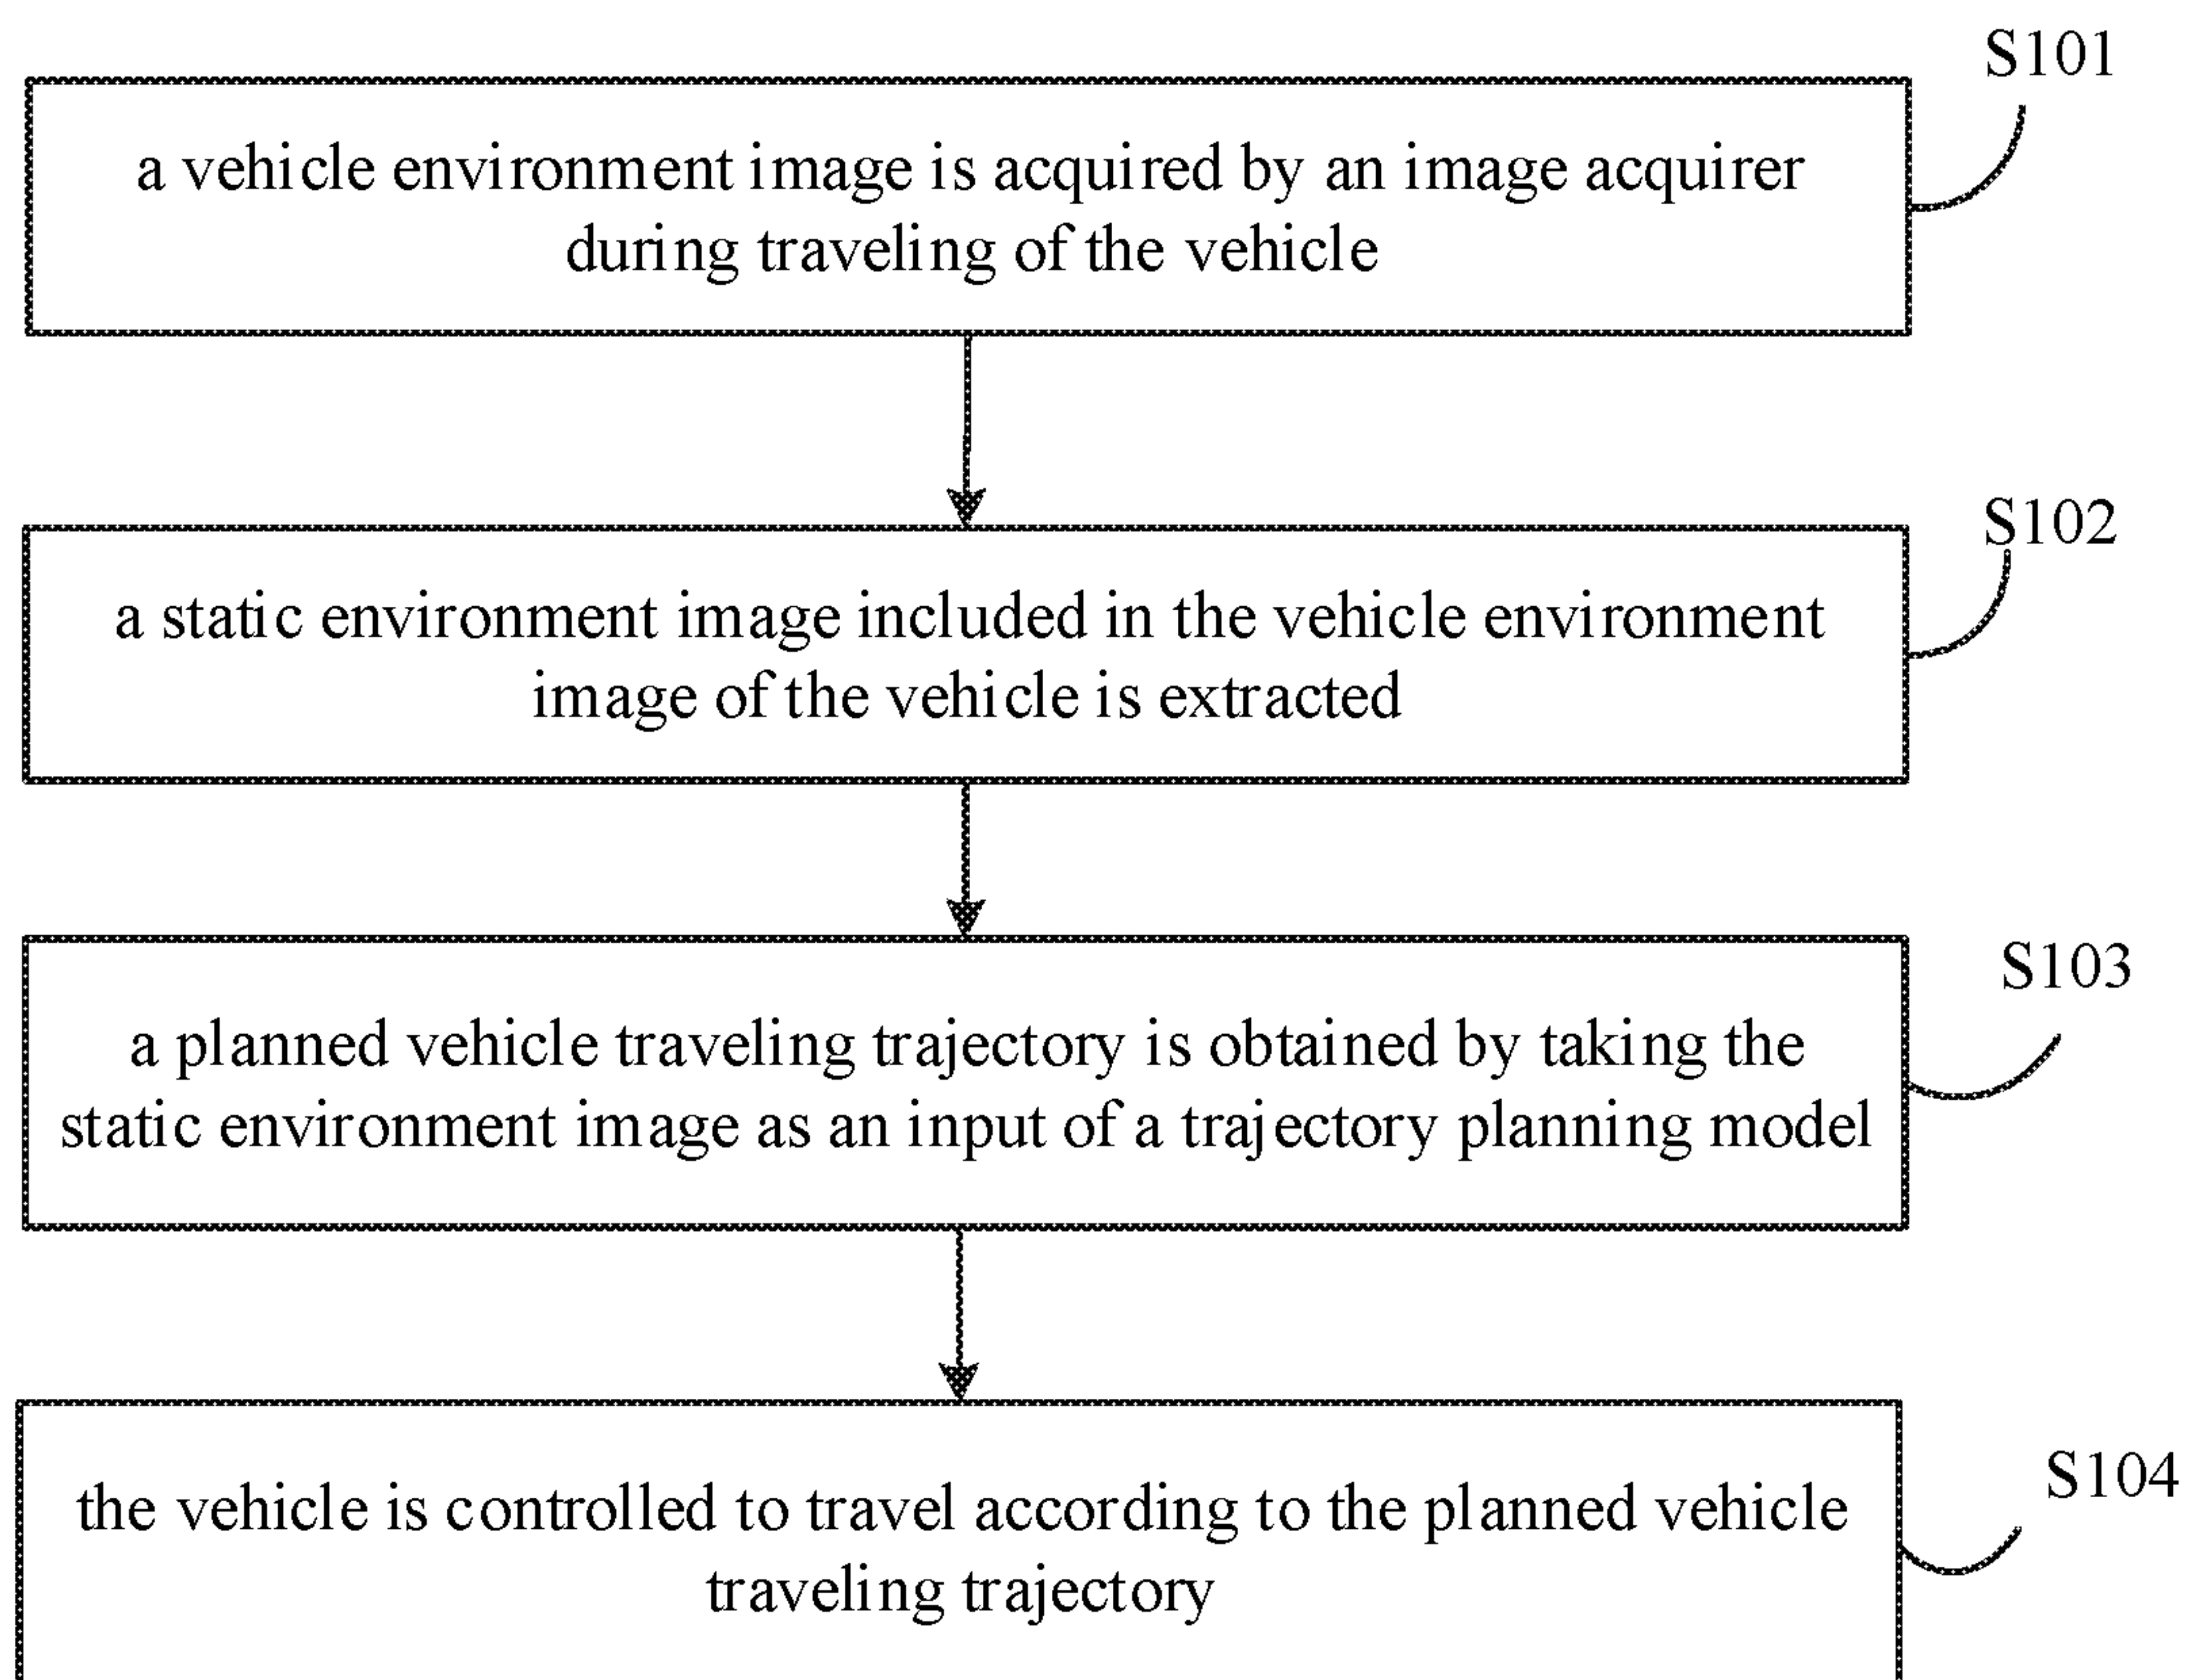 S101
a vehicle environment image is acquired by an image acquirer
during traveling of the vehicle
S102
a static environment image included in the vehicle environment
image of the vehicle is extracted
S103
a planned vehicle traveling trajectory is obtained by taking the
static environment image as an input of a trajectory planning model
S104
the vehicle is controlled to travel according to the planned vehicle
traveling trajectory